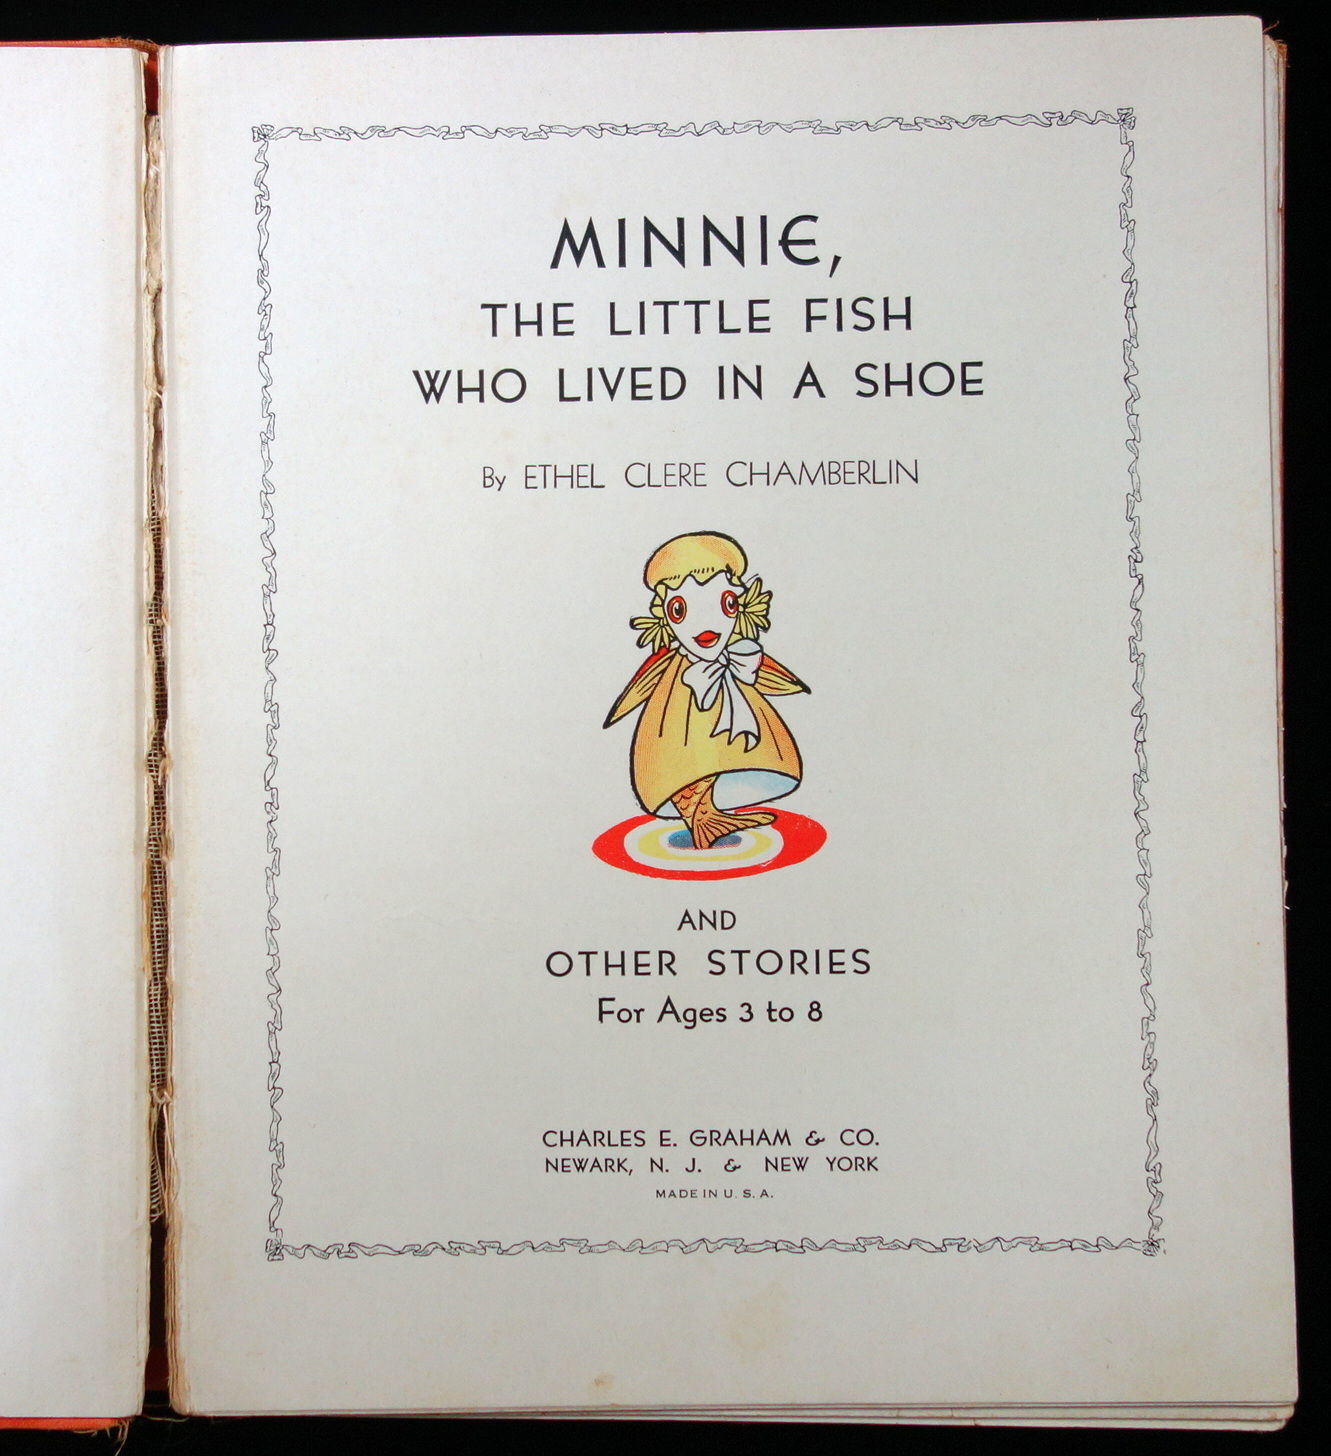 MINNIE,
THE LITTLE FISH
WHO LIVED IN A SHOE
By ETHEL CLERE CHAMBERLIN
AND
OTHER STORIES
For Ages 3 to 8
CHARLES E. GRAHAM & CO.
NEWARK, N. J. & NEW YORK
MADE IN U. S. A.